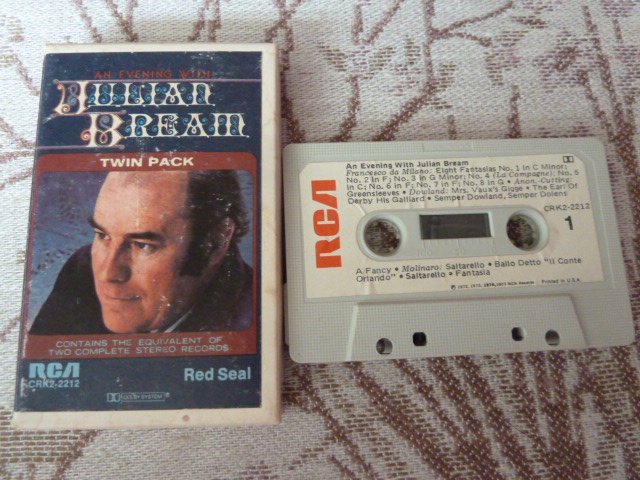 AN EVENING WITH
JULIAN
BREAM
TWIN PACK
CONTAINS THE EQUIVALENT OF
TWO COMPLETE STEREO RECORDS
RCA
CRK2-2212
DOLBY SYSTEM
Red Seal
RCA
An Evening With Julian Bream
Francesco da Milano: Eight Fantasias No. 1 in C Minor;
No. 2 in F; No. 3 in G Minor; No. 4 (La Compagna); No. 5
in C; No. 6 in F; No. 7 in F; No. 8 in G • Anon.-Cutting:
Greensleeves • Dowland: Mrs. Vaux's Gigge • The Earl Of
Derby His Galliard • Semper Dowland, Semper Dolens
CRK2-2212
1
A Fancy • Molinaro: Saltarello • Ballo Detto "Il Conte
Orlando" • Saltarello • Fantasia
Printed in U.S.A.